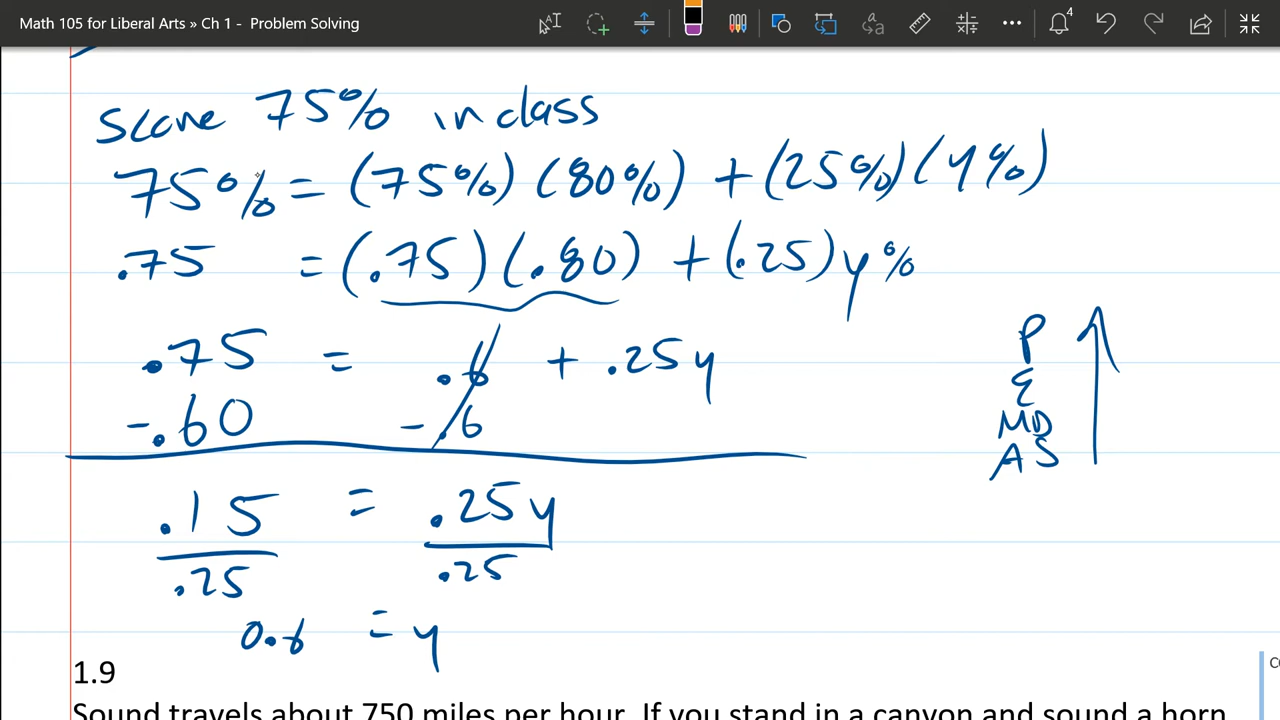 Math 105 for Liberal Arts » Ch 1 - Problem Solving
4
Score 75% in class
75% = (75%) (80%) + (25%) (y%)
.75 = (.75) (.80) + (.25) y%
.75 = .6 + .25y
-.60 -.6
P
E
MD
AS
.15 = .25y
.25 .25
0.6 = y
1.9
Sound travels about 750 miles per hour. If you stand in a canyon and sound a horn